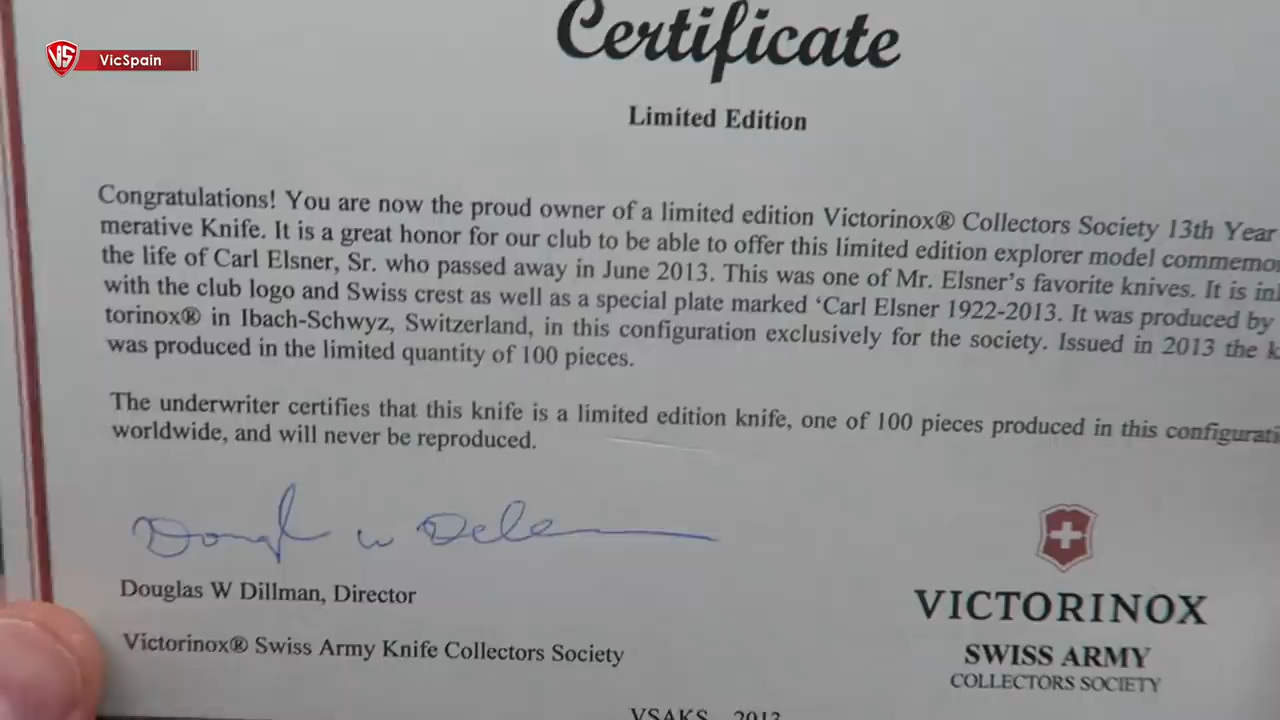 VS VicSpain
Certificate
Limited Edition
Congratulations! You are now the proud owner of a limited edition Victorinox® Collectors Society 13th Year
merative Knife. It is a great honor for our club to be able to offer this limited edition explorer model commemo
the life of Carl Elsner, Sr. who passed away in June 2013. This was one of Mr. Elsner's favorite knives. It is inl
with the club logo and Swiss crest as well as a special plate marked 'Carl Elsner 1922-2013. It was produced by
torinox® in Ibach-Schwyz, Switzerland, in this configuration exclusively for the society. Issued in 2013 the k
was produced in the limited quantity of 100 pieces.
The underwriter certifies that this knife is a limited edition knife, one of 100 pieces produced in this configurati
worldwide, and will never be reproduced.
Douglas W Dillman, Director
Victorinox® Swiss Army Knife Collectors Society
VICTORINOX
SWISS ARMY
COLLECTORS SOCIETY
VSAKS 2013